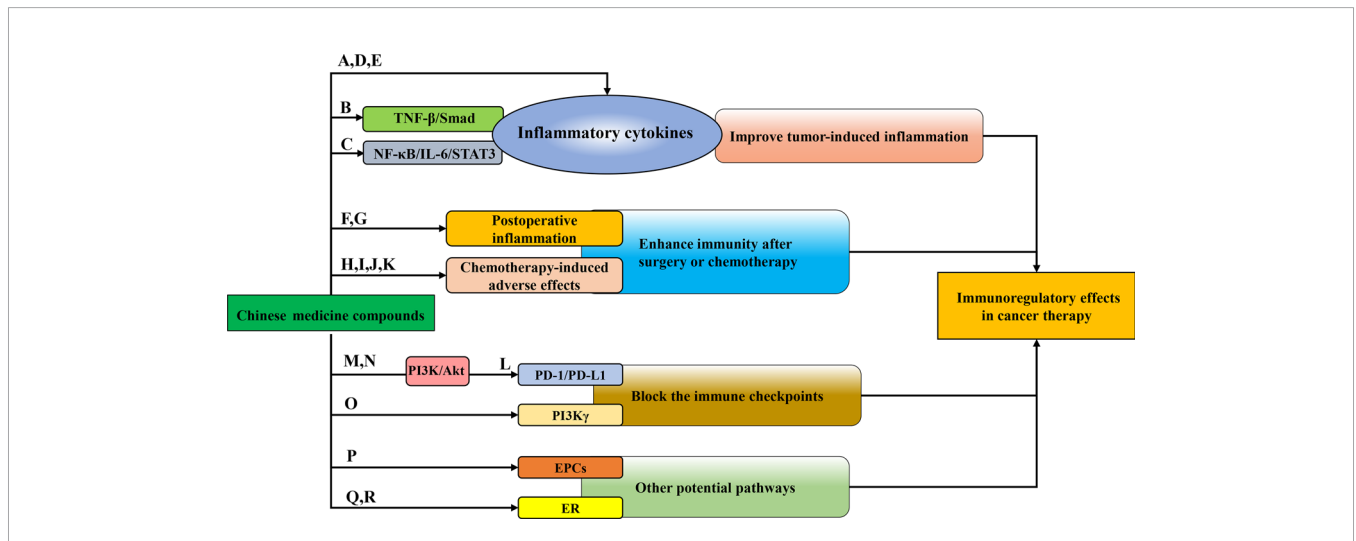 A,D,E
B
TNF-β/Smad
C
NF-κB/IL-6/STAT3
Inflammatory cytokines
Improve tumor-induced inflammation
F,G
Postoperative
inflammation
H,I,J,K
Chemotherapy-induced
adverse effects
Enhance immunity after
surgery or chemotherapy
Chinese medicine compounds
Immunoregulatory effects
in cancer therapy
M,N
PI3K/Akt
L
PD-1/PD-L1
O
PI3Kγ
Block the immune checkpoints
P
EPCs
Q,R
ER
Other potential pathways